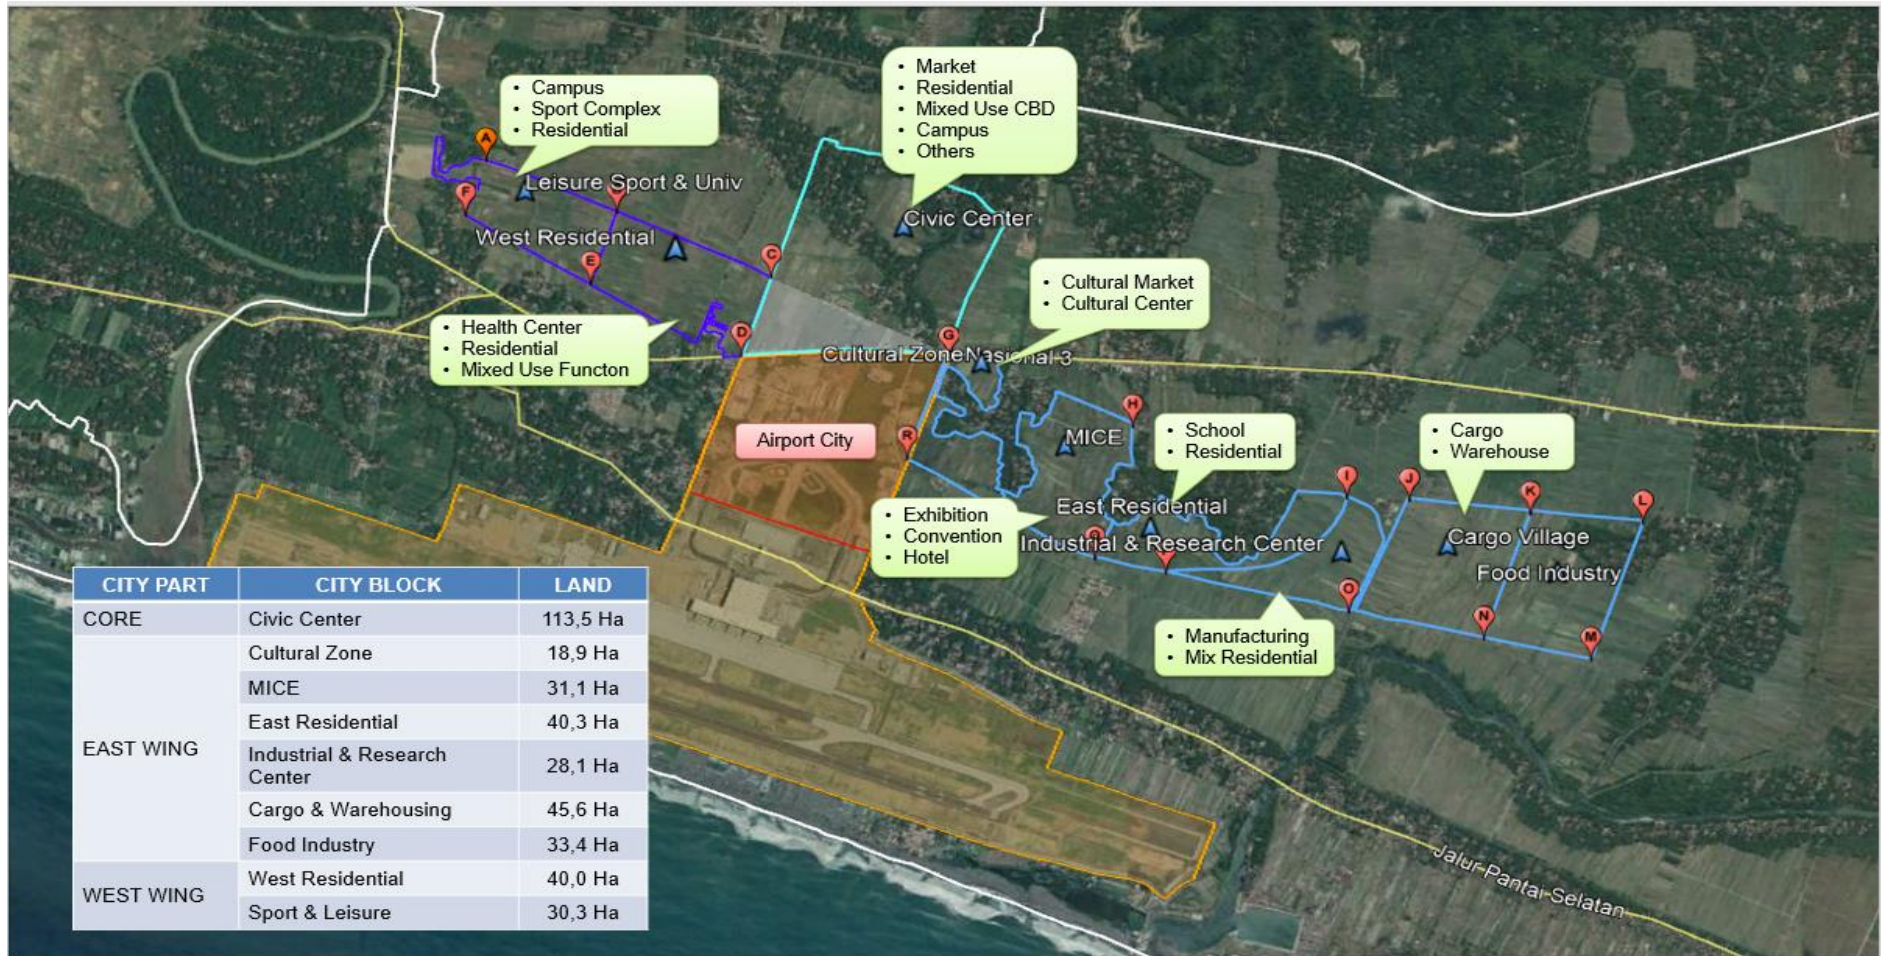 • Campus
• Sport Complex
• Residential
• Market
• Residential
• Mixed Use CBD
• Campus
• Others
A
F
Leisure Sport & Univ
West Residential
E
C
D
Civic Center
• Cultural Market
• Cultural Center
• Health Center
• Residential
• Mixed Use Functon
G
Cultural Zone
Nasional 3
Airport City
R
H
MICE
• School
• Residential
• Cargo
• Warehouse
I
J
K
L
East Residential
• Exhibition
• Convention
• Hotel
Industrial & Research Center
Cargo Village
Food Industry
O
N
M
• Manufacturing
• Mix Residential
Jalur Pantai Selatan
CITY PART CITY BLOCK LAND
CORE Civic Center 113,5 Ha
EAST WING Cultural Zone 18,9 Ha
MICE 31,1 Ha
East Residential 40,3 Ha
Industrial & Research
Center 28,1 Ha
Cargo & Warehousing 45,6 Ha
Food Industry 33,4 Ha
WEST WING West Residential 40,0 Ha
Sport & Leisure 30,3 Ha